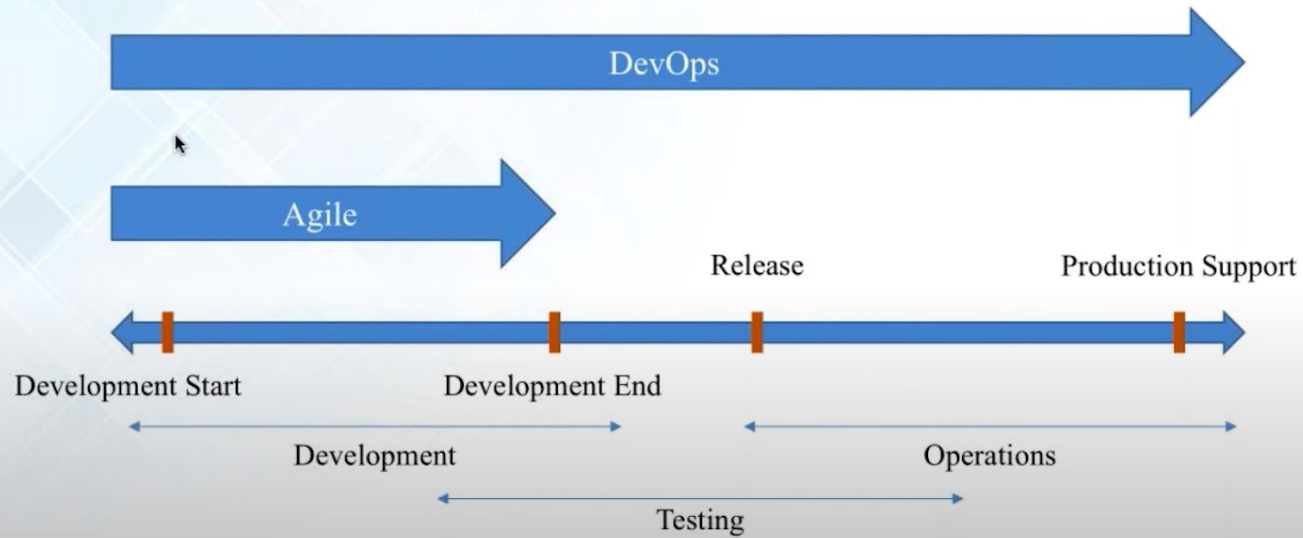 DevOps
Agile
Release
Production Support
Development Start
Development End
Development
Operations
Testing